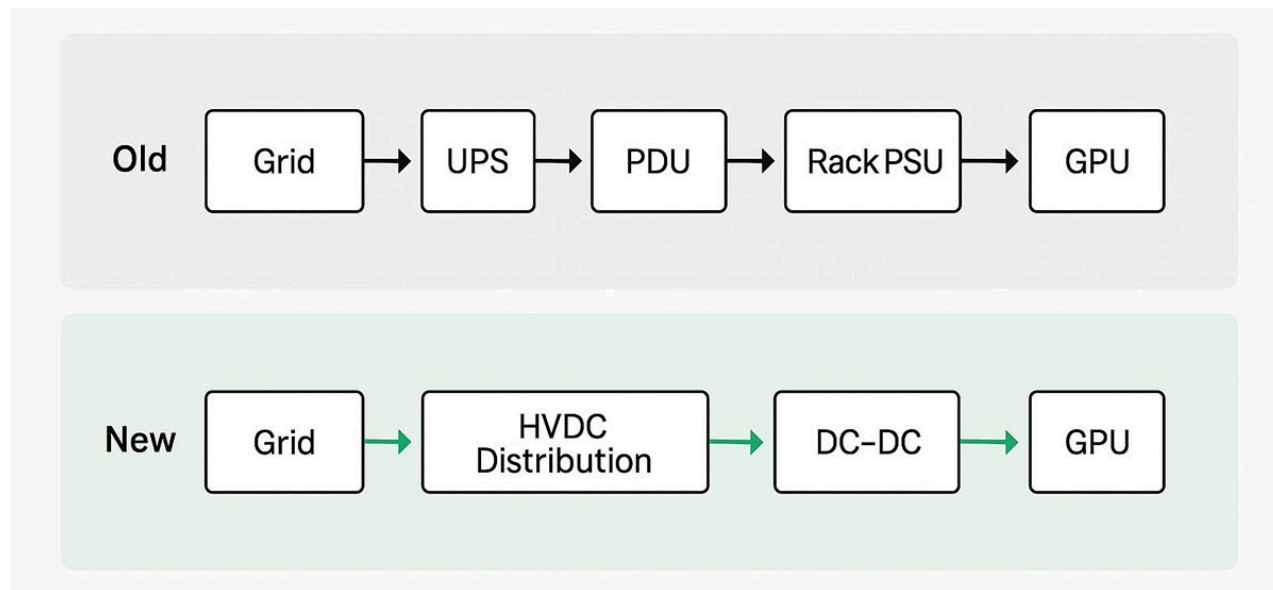 Old
Grid
UPS
PDU
Rack PSU
GPU
New
Grid
HVDC
Distribution
DC–DC
GPU